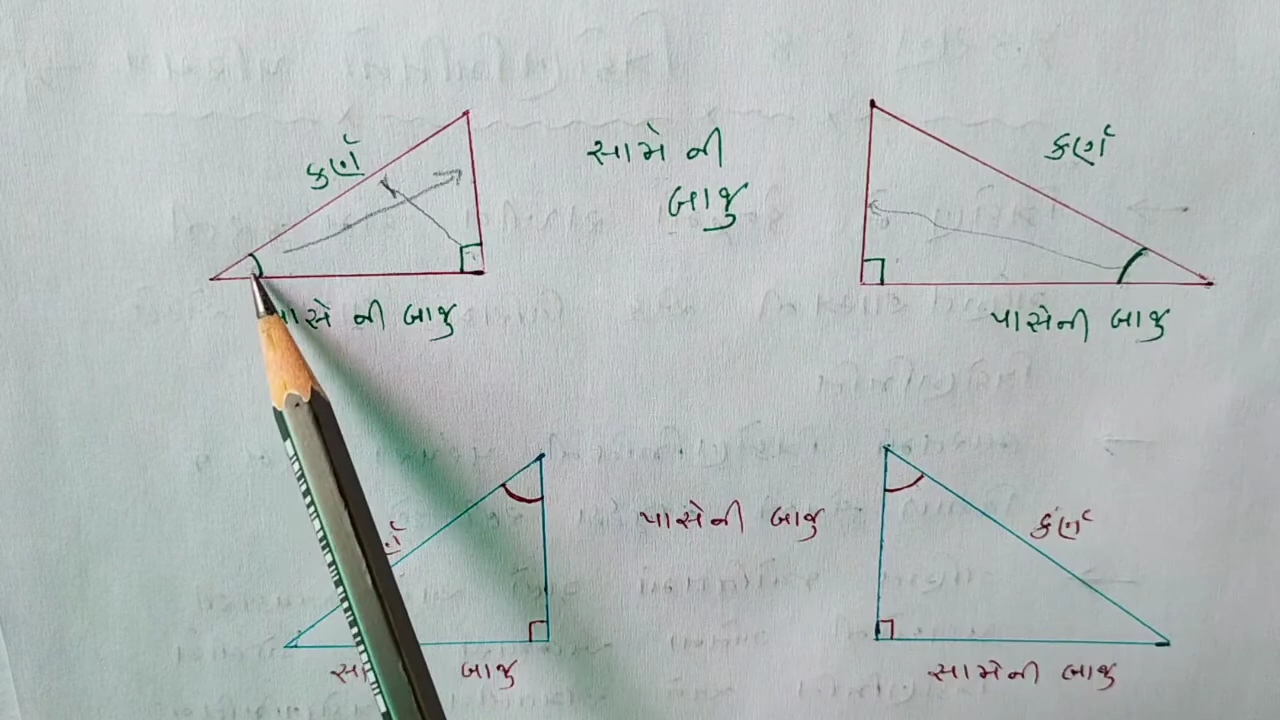 કર્ણ
સામે ની
બાજુ
કર્ણ
ની બાજુ
પાસેની બાજુ
પાસેની બાજુ
કર્ણ
બાજુ
સામેની બાજુ